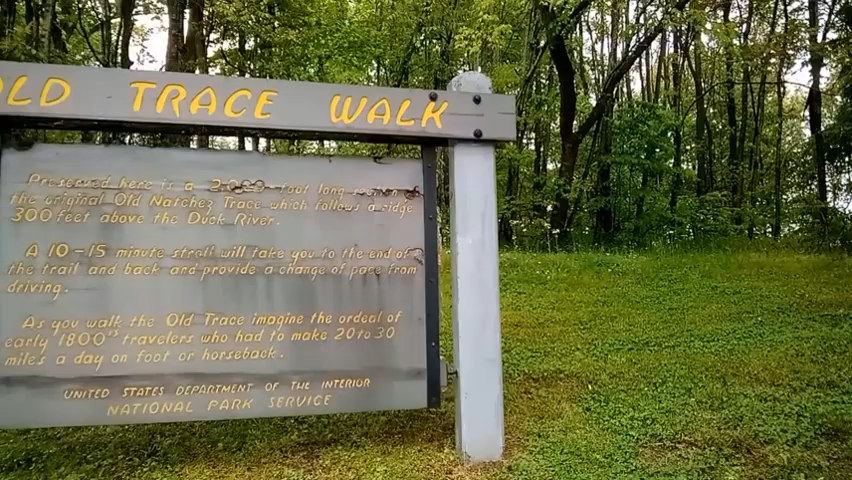 OLD TRACE WALK
Preserved here is a 2,000-foot long section of
the original Old Natchez Trace which follows a ridge
300 feet above the Duck River.
A 10-15 minute stroll will take you to the end of
the trail and back and provide a change of pace from
driving.
As you walk the Old Trace imagine the ordeal of
early 1800's travelers who had to make 20 to 30
miles a day on foot or horseback.
UNITED STATES DEPARTMENT OF THE INTERIOR
NATIONAL PARK SERVICE